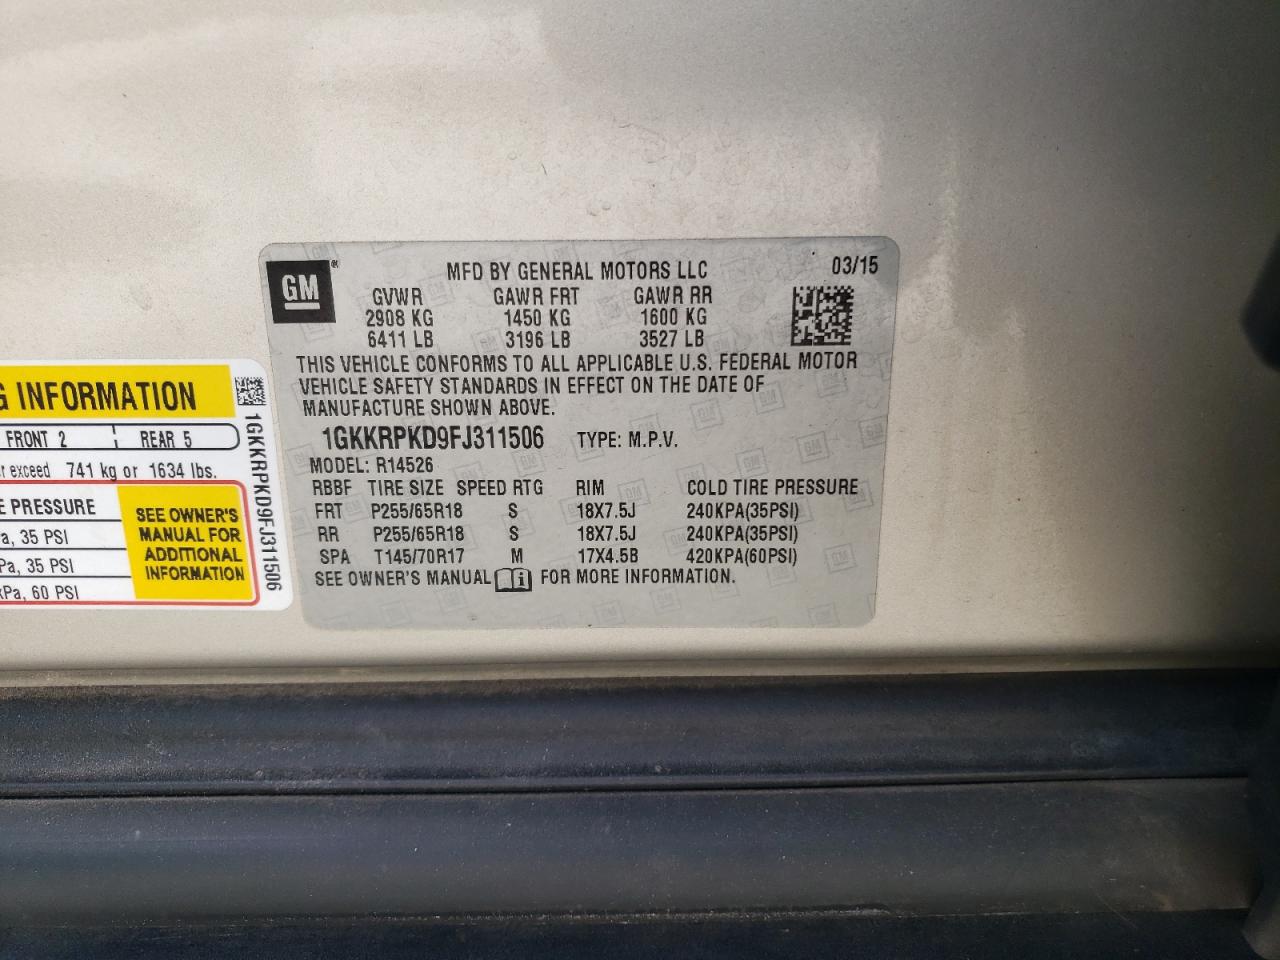 GM
MFD BY GENERAL MOTORS LLC 03/15
GVWR GAWR FRT GAWR RR
2908 KG 1450 KG 1600 KG
6411 LB 3196 LB 3527 LB
THIS VEHICLE CONFORMS TO ALL APPLICABLE U.S. FEDERAL MOTOR
VEHICLE SAFETY STANDARDS IN EFFECT ON THE DATE OF
MANUFACTURE SHOWN ABOVE.
1GKKRPKD9FJ311506 TYPE: M.P.V.
MODEL: R14526
RBBF TIRE SIZE SPEED RTG RIM COLD TIRE PRESSURE
FRT P255/65R18 S 18X7.5J 240KPA(35PSI)
RR P255/65R18 S 18X7.5J 240KPA(35PSI)
SPA T145/70R17 M 17X4.5B 420KPA(60PSI)
SEE OWNER'S MANUAL FOR MORE INFORMATION.
INFORMATION
FRONT 2 REAR 5
exceed 741 kg or 1634 lbs.
PRESSURE
35 PSI
35 PSI
60 PSI
SEE OWNER'S
MANUAL FOR
ADDITIONAL
INFORMATION
1GKKRPKD9FJ311506